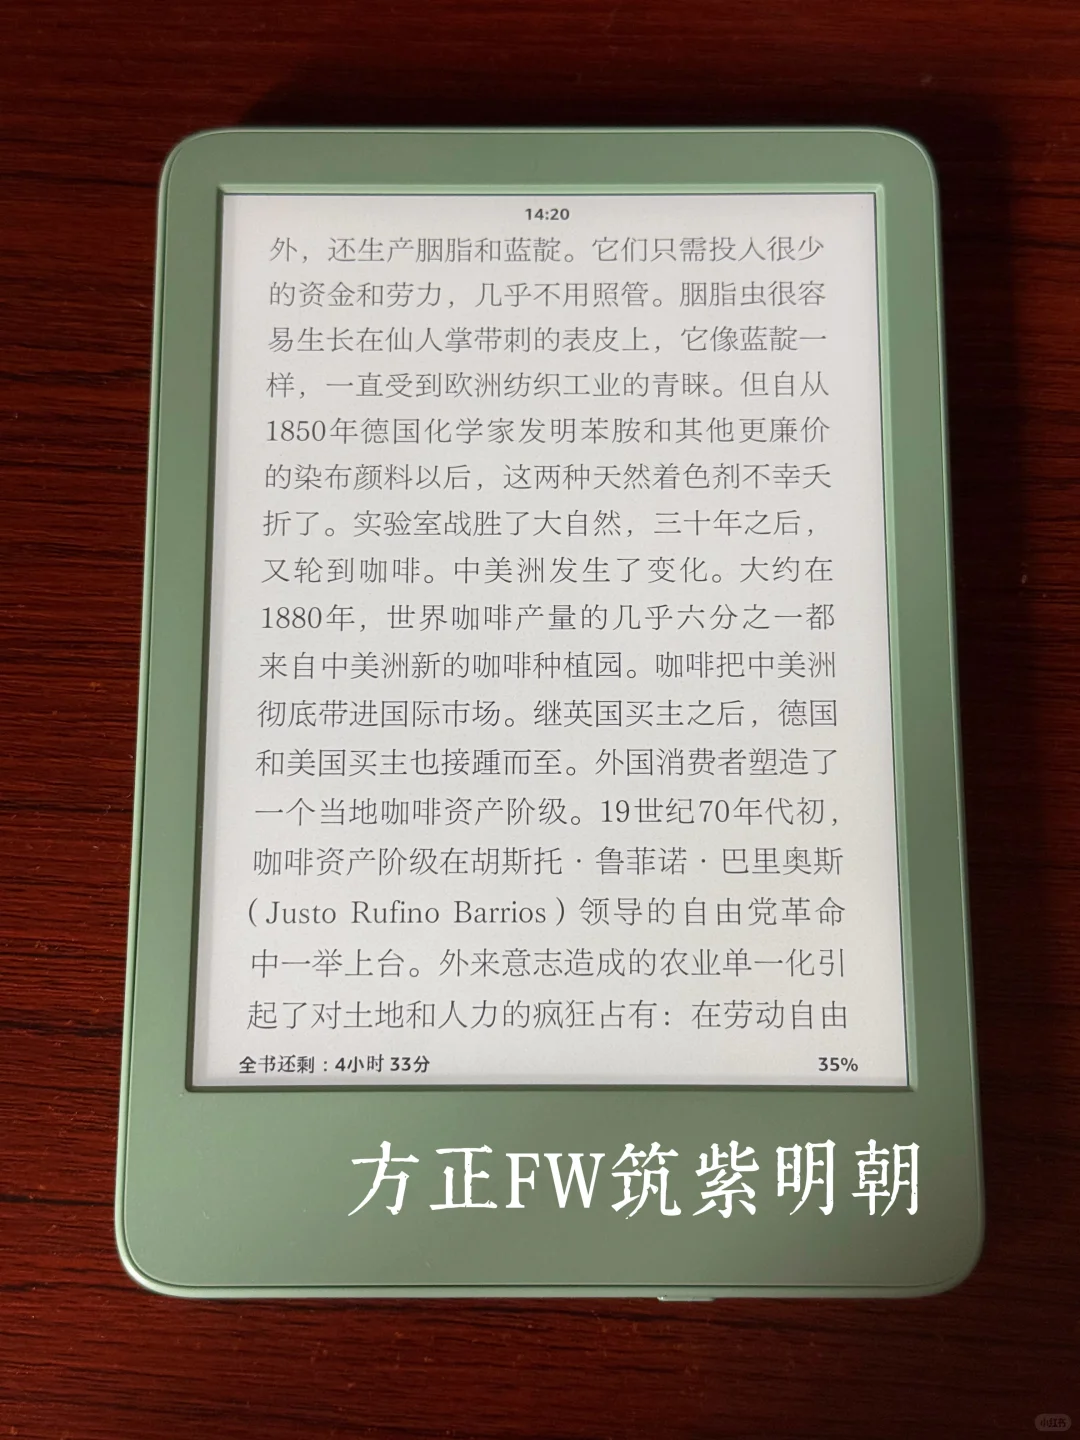 14:20
外，还生产胭脂和蓝靛。它们只需投入很少
的资金和劳力，几乎不用照管。胭脂虫很容
易生长在仙人掌带刺的表皮上，它像蓝靛一
样，一直受到欧洲纺织工业的青睐。但自从
1850年德国化学家发明苯胺和其他更廉价
的染布颜料以后，这两种天然着色剂不幸夭
折了。实验室战胜了大自然，三十年之后，
又轮到咖啡。中美洲发生了变化。大约在
1880年，世界咖啡产量的几乎六分之一都
来自中美洲新的咖啡种植园。咖啡把中美洲
彻底带进国际市场。继英国买主之后，德国
和美国买主也接踵而至。外国消费者塑造了
一个当地咖啡资产阶级。19世纪70年代初，
咖啡资产阶级在胡斯托·鲁菲诺·巴里奥斯
(Justo Rufino Barrios) 领导的自由党革命
中一举上台。外来意志造成的农业单一化引
起了对土地和人力的疯狂占有：在劳动自由
全书还剩：4小时 33分 35%
方正FW筑紫明朝
小红书